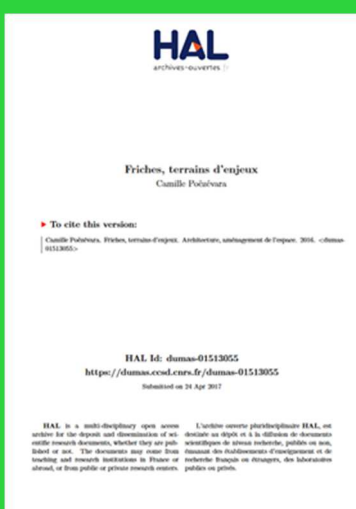 HAL
archives-ouvertes
Friches, terrains d'enjeux
Camille Poëzévara
▶ To cite this version:
Camille Poëzévara. Friches, terrains d'enjeux. Architecture, aménagement de l'espace. 2016. <dumas-
01513055>
HAL Id: dumas-01513055
https://dumas.ccsd.cnrs.fr/dumas-01513055
Submitted on 24 Apr 2017
HAL is a multi-disciplinary open access
archive for the deposit and dissemination of sci-
entific research documents, whether they are pub-
lished or not. The documents may come from
teaching and research institutions in France or
abroad, or from public or private research centers.
L'archive ouverte pluridisciplinaire HAL, est
destinée au dépôt et à la diffusion de documents
scientifiques de niveau recherche, publiés ou non,
émanant des établissements d'enseignement et de
recherche français ou étrangers, des laboratoires
publics ou privés.